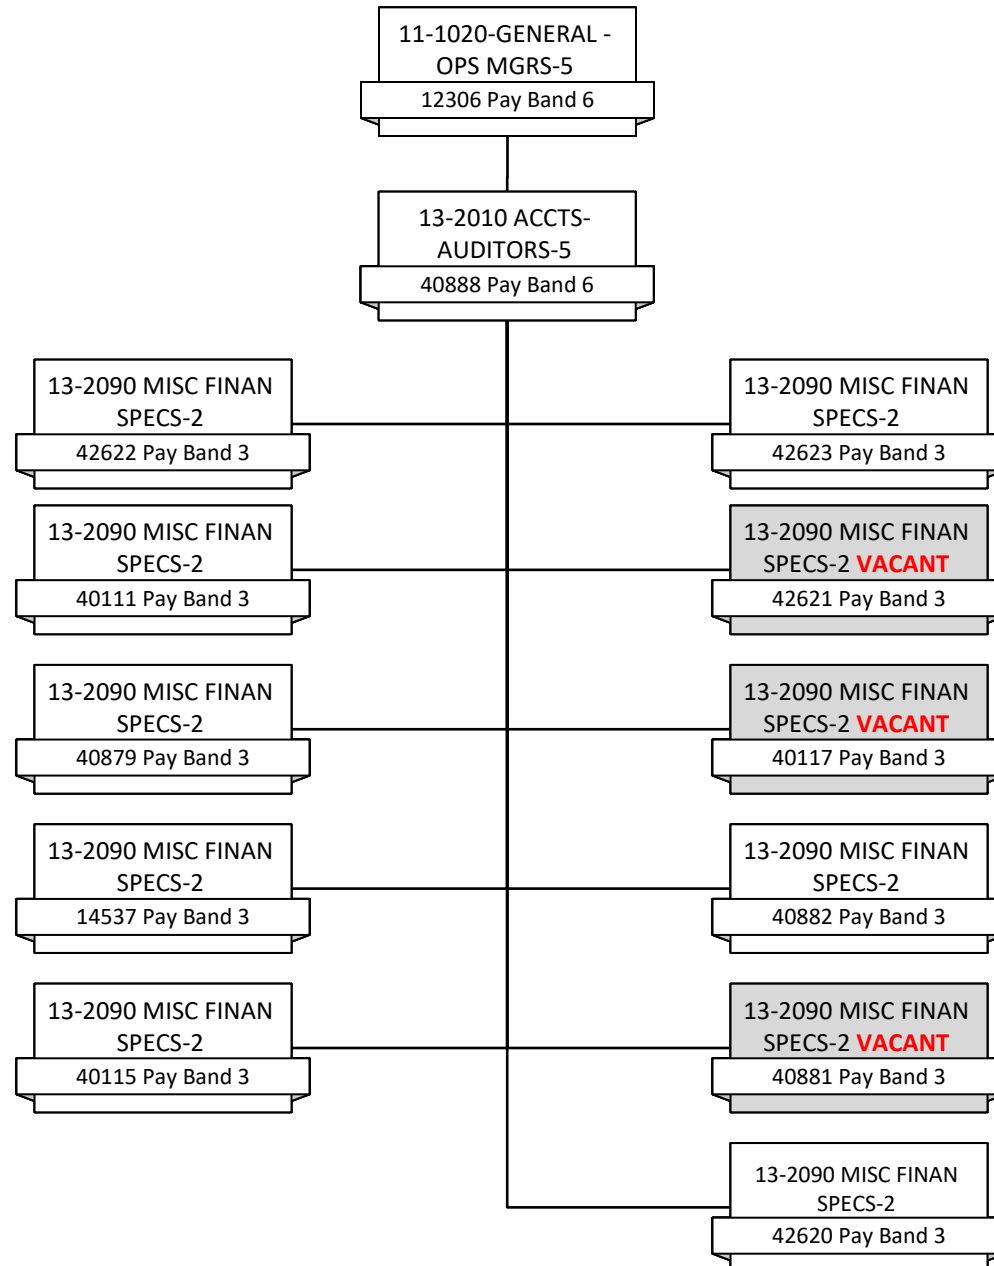 11-1020-GENERAL -
OPS MGRS-5
12306 Pay Band 6
13-2010 ACCTS-
AUDITORS-5
40888 Pay Band 6
13-2090 MISC FINAN
SPECS-2
42622 Pay Band 3
13-2090 MISC FINAN
SPECS-2
42623 Pay Band 3
13-2090 MISC FINAN
SPECS-2
40111 Pay Band 3
13-2090 MISC FINAN
SPECS-2 VACANT
42621 Pay Band 3
13-2090 MISC FINAN
SPECS-2
40879 Pay Band 3
13-2090 MISC FINAN
SPECS-2 VACANT
40117 Pay Band 3
13-2090 MISC FINAN
SPECS-2
14537 Pay Band 3
13-2090 MISC FINAN
SPECS-2
40882 Pay Band 3
13-2090 MISC FINAN
SPECS-2
40115 Pay Band 3
13-2090 MISC FINAN
SPECS-2 VACANT
40881 Pay Band 3
13-2090 MISC FINAN
SPECS-2
42620 Pay Band 3